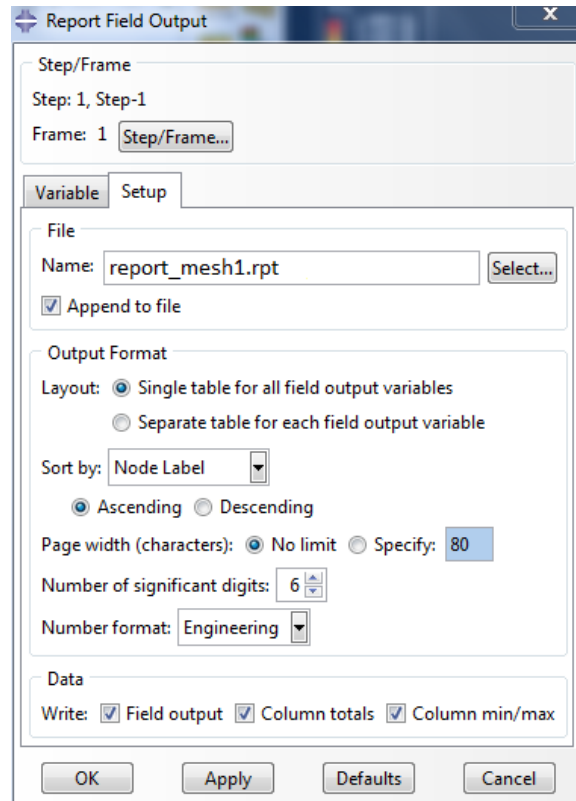 Report Field Output
X
Step/Frame
Step: 1, Step-1
Frame: 1 Step/Frame...
Variable Setup
File
Name: report_mesh1.rpt Select...
Append to file
Output Format
Layout: Single table for all field output variables
Separate table for each field output variable
Sort by: Node Label
Ascending Descending
Page width (characters): No limit Specify: 80
Number of significant digits: 6
Number format: Engineering
Data
Write: Field output Column totals Column min/max
OK Apply Defaults Cancel